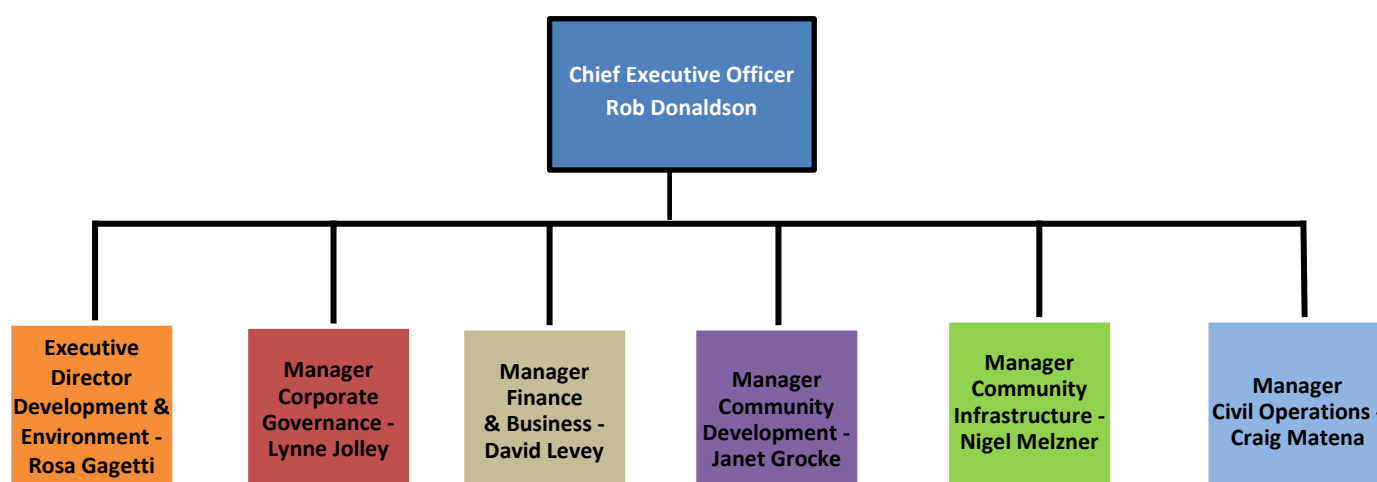 Chief Executive Officer
Rob Donaldson
Executive
Director
Development &
Environment -
Rosa Gagetti
Manager
Corporate
Governance -
Lynne Jolley
Manager
Finance
& Business -
David Levey
Manager
Community
Development -
Janet Grocke
Manager
Community
Infrastructure -
Nigel Melzner
Manager
Civil Operations -
Craig Matena